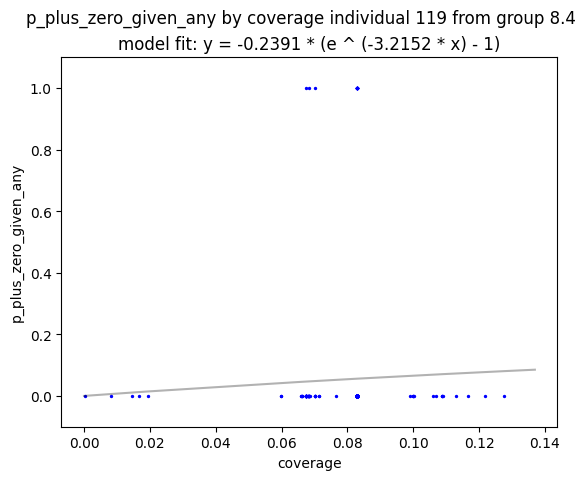 p_plus_zero_given_any by coverage individual 119 from group 8.4
model fit: y = -0.2391 * (e ^ (-3.2152 * x) - 1)
1.0
0.8
0.6
0.4
0.2
0.0
p_plus_zero_given_any
0.00 0.02 0.04 0.06 0.08 0.10 0.12 0.14
coverage